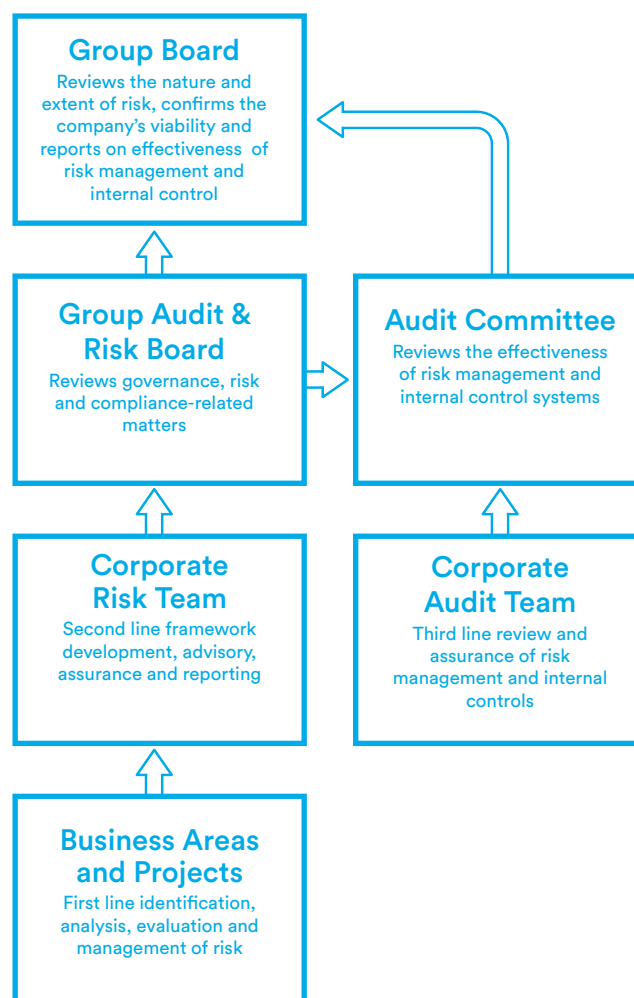 Group Board
Reviews the nature and
extent of risk, confirms the
company's viability and
reports on effectiveness of
risk management and
internal control
Group Audit &
Risk Board
Reviews governance, risk
and compliance-related
matters
Audit Committee
Reviews the effectiveness
of risk management and
internal control systems
Corporate
Risk Team
Second line framework
development, advisory,
assurance and reporting
Corporate
Audit Team
Third line review and
assurance of risk
management and internal
controls
Business Areas
and Projects
First line identification,
analysis, evaluation and
management of risk